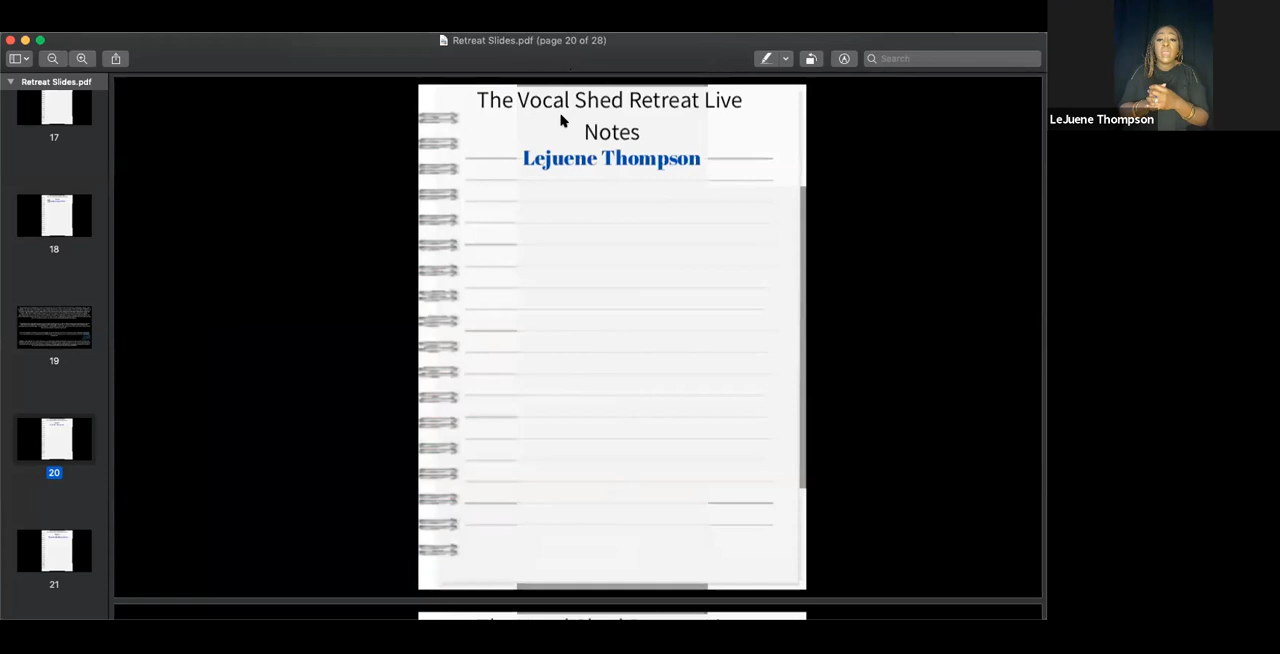 Retreat Slides.pdf (page 20 of 28)
Search
Retreat Slides.pdf
17
18
19
20
21
The Vocal Shed Retreat Live
Notes
Lejuene Thompson
LeJuene Thompson